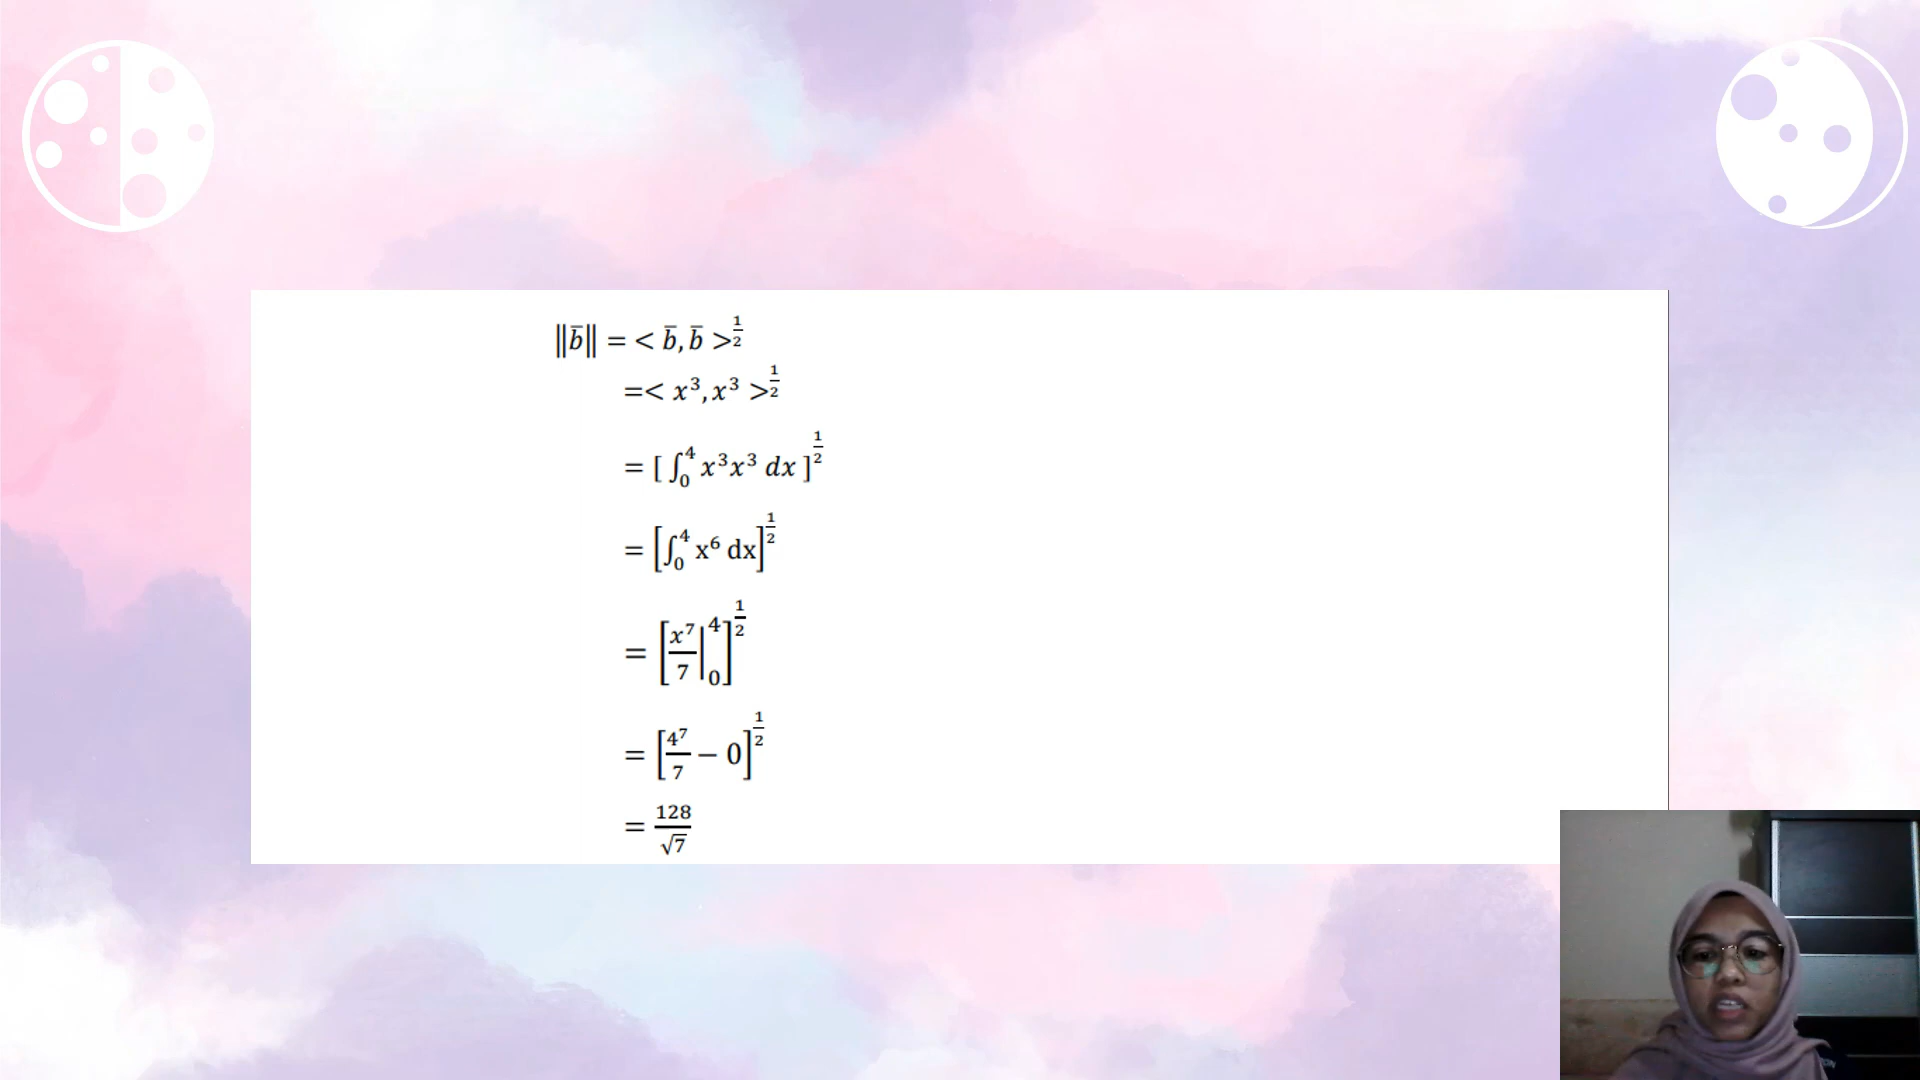 ‖b̄‖ = < b̄, b̄ >^{1/2}
=< x³, x³ >^{1/2}
= [ ∫₀⁴ x³x³ dx ]^{1/2}
= [∫₀⁴ x⁶ dx]^{1/2}
= [x⁷/7 |₀⁴]^{1/2}
= [4⁷/7 − 0]^{1/2}
= 128/√7